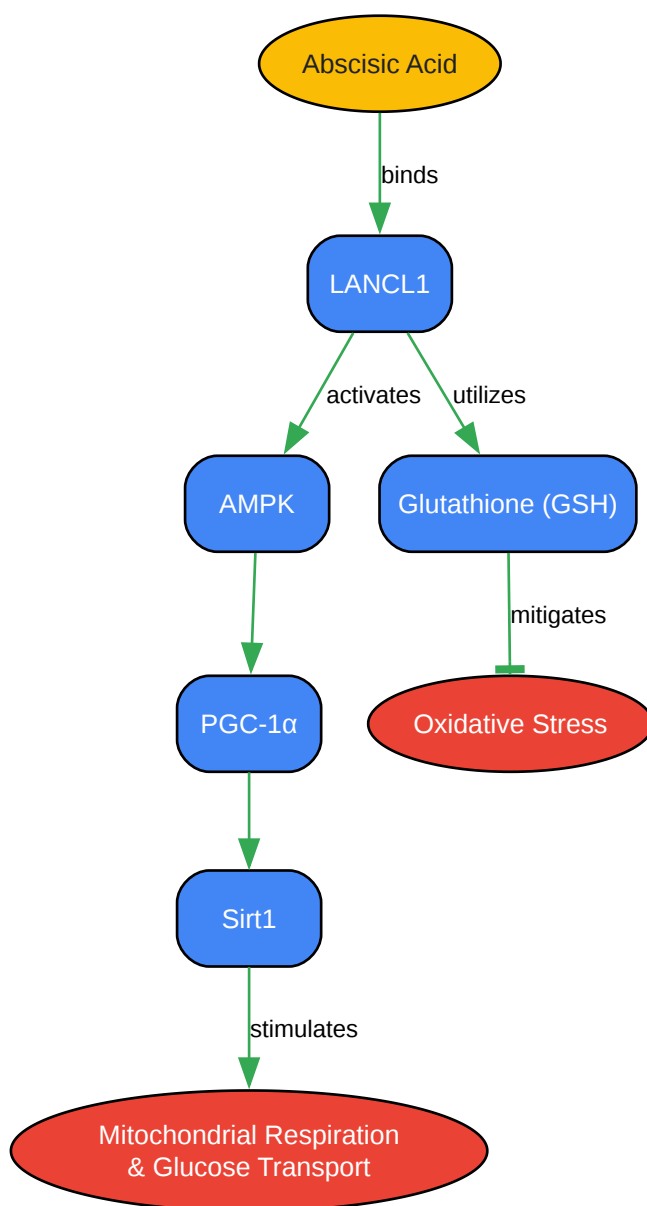 Abscisic Acid
binds
LANCL1
activates
utilizes
AMPK
Glutathione (GSH)
mitigates
PGC-1α
Oxidative Stress
Sirt1
stimulates
Mitochondrial Respiration
& Glucose Transport